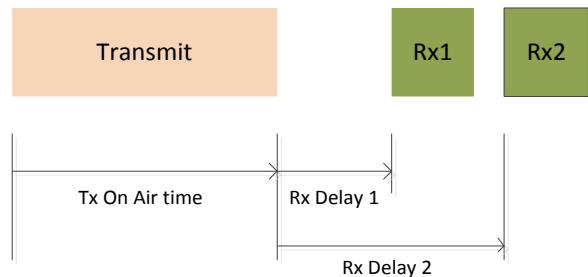 Transmit
Rx1
Rx2
Tx On Air time
Rx Delay 1
Rx Delay 2